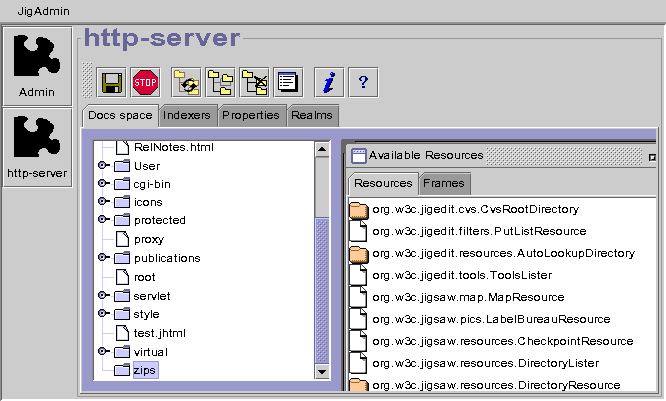 JigAdmin
http-server
Admin
http-server
STOP
i ?
Docs space Indexers Properties Realms
RelNotes.html
User
cgi-bin
icons
protected
proxy
publications
root
servlet
style
test.jhtml
virtual
zips
Available Resources
Resources Frames
org.w3c.jigedit.cvs.CvsRootDirectory
org.w3c.jigedit.filters.PutListResource
org.w3c.jigedit.resources.AutoLookupDirectory
org.w3c.jigedit.tools.ToolsLister
org.w3c.jigsaw.map.MapResource
org.w3c.jigsaw.pics.LabelBureauResource
org.w3c.jigsaw.resources.CheckpointResource
org.w3c.jigsaw.resources.DirectoryLister
org.w3c.jigsaw.resources.DirectoryResource